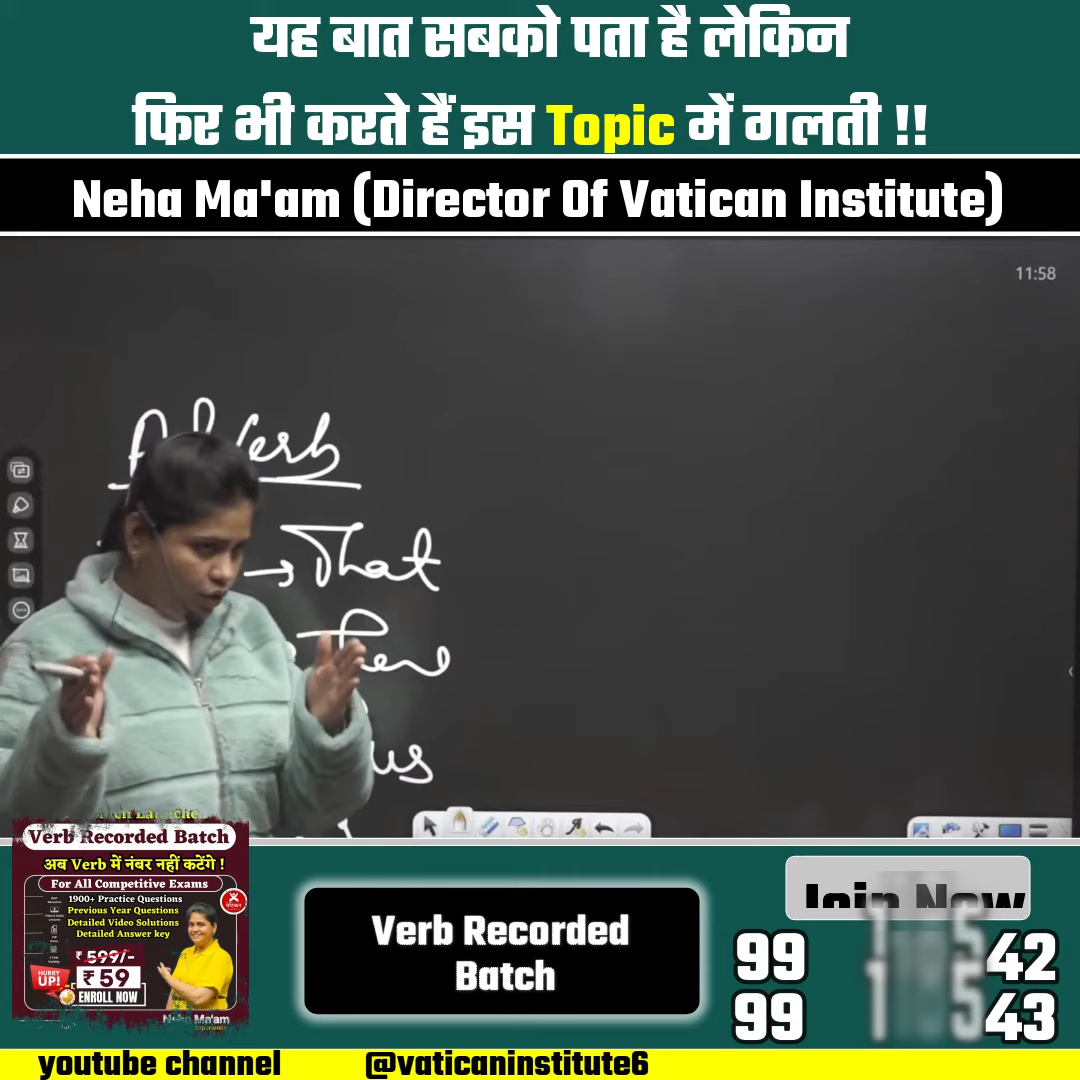 यह बात सबको पता है लेकिन
फिर भी करते हैं इस Topic में गलती !!
Neha Ma'am (Director Of Vatican Institute)
11:58
→ That
Verb Recorded Batch
अब Verb में नंबर नहीं कटेंगे !
For All Competitive Exams
1900+ Practice Questions
Previous Year Questions
Detailed Video Solutions
Detailed Answer key
₹ 599/-
HURRY UP!
₹ 59
ENROLL NOW
Verb Recorded
Batch
Join Now
99 42
99 43
youtube channel @vaticaninstitute6